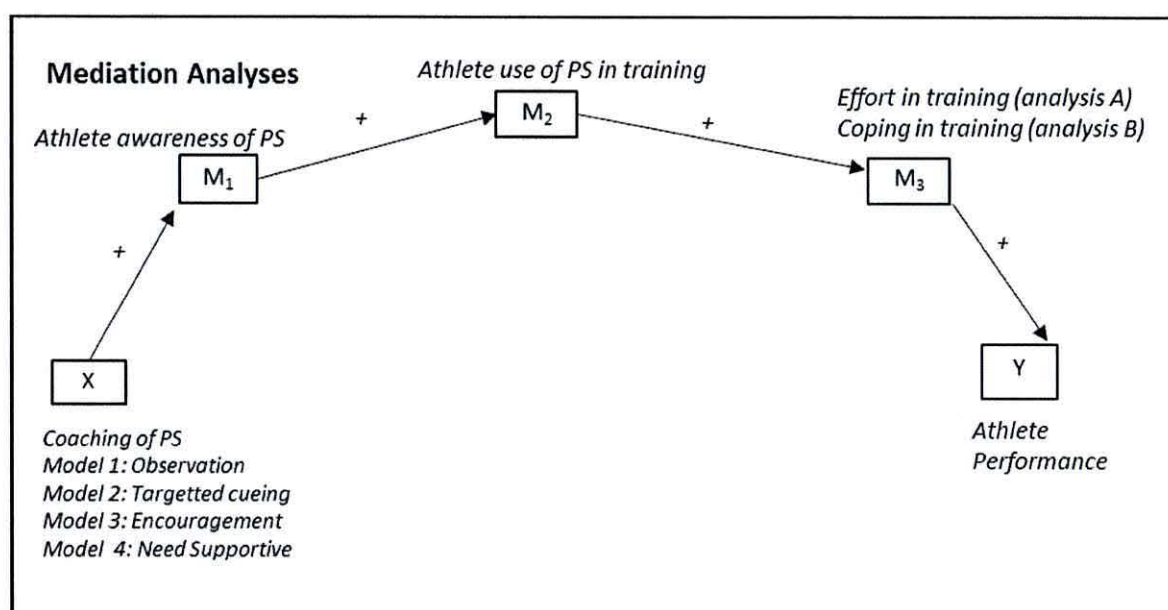 Mediation Analyses
Athlete use of PS in training
Effort in training (analysis A)
Coping in training (analysis B)
Athlete awareness of PS
+
+
+
+
M₁
M₂
M₃
X
Y
Coaching of PS
Model 1: Observation
Model 2: Targetted cueing
Model 3: Encouragement
Model 4: Need Supportive
Athlete
Performance